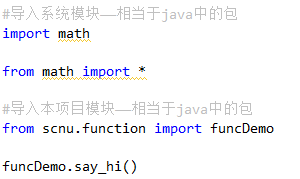 #导入系统模块——相当于java中的包
import math
from math import *
#导入本项目模块——相当于java中的包
from scnu.function import funcDemo
funcDemo.say_hi()